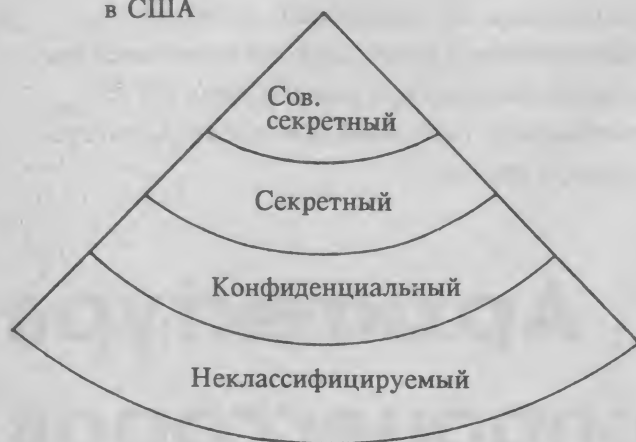 в США
Сов.
секретный
Секретный
Конфиденциальный
Неклассифицируемый